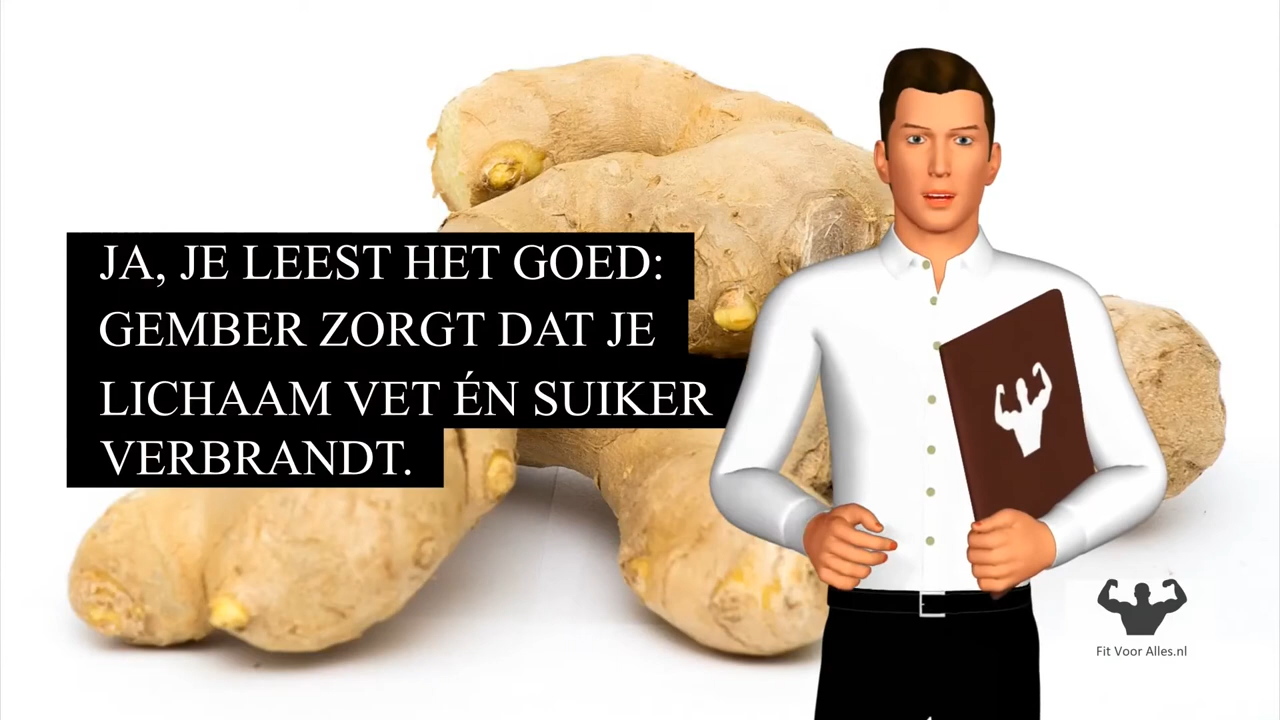 JA, JE LEEST HET GOED:
GEMBER ZORGT DAT JE
LICHAAM VET ÉN SUIKER
VERBRANDT.
Fit Voor Alles.nl